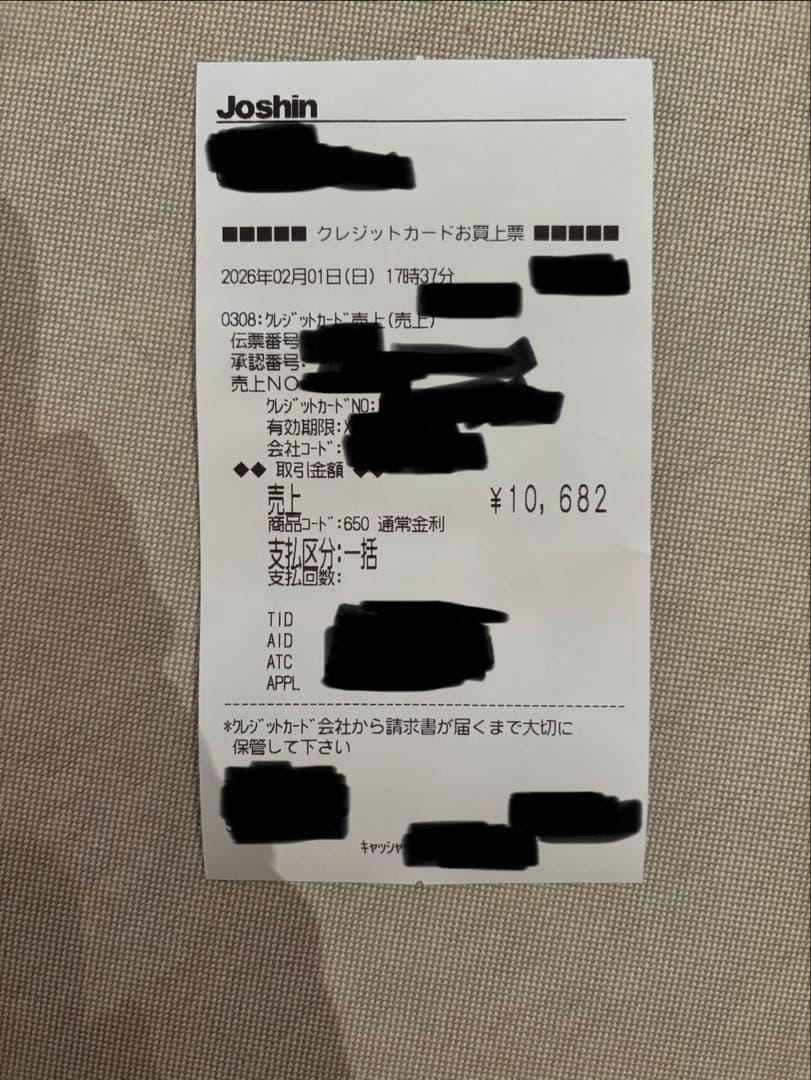 Joshin
■■■■■ クレジットカードお買上票 ■■■■■
2026年02月01日(日) 17時37分
0308:ｸﾚｼﾞｯﾄｶｰﾄﾞ売上(売上)
伝票番号
承認番号:
売上NO
ｸﾚｼﾞｯﾄｶｰﾄﾞNO:
有効期限:
会社ｺｰﾄﾞ:
◆◆ 取引金額 ◆◆
売上 ¥10,682
商品ｺｰﾄﾞ:650 通常金利
支払区分:一括
支払回数:
TID
AID
ATC
APPL
*ｸﾚｼﾞｯﾄｶｰﾄﾞ会社から請求書が届くまで大切に
保管して下さい
ｷｬｯｼｬ